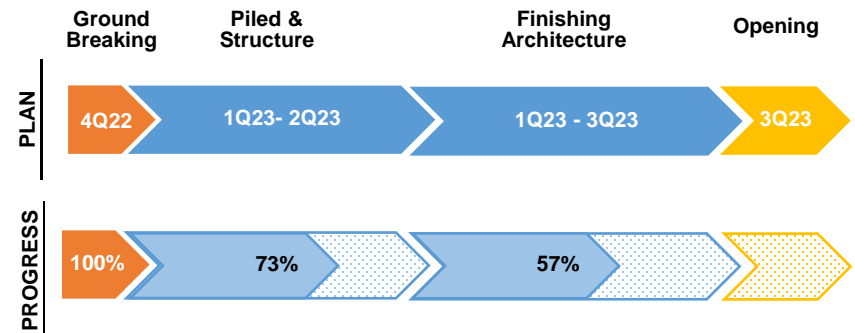 Ground
Breaking
Piled &
Structure
Finishing
Architecture
Opening
PLAN
4Q22
1Q23- 2Q23
1Q23 - 3Q23
3Q23
PROGRESS
100%
73%
57%